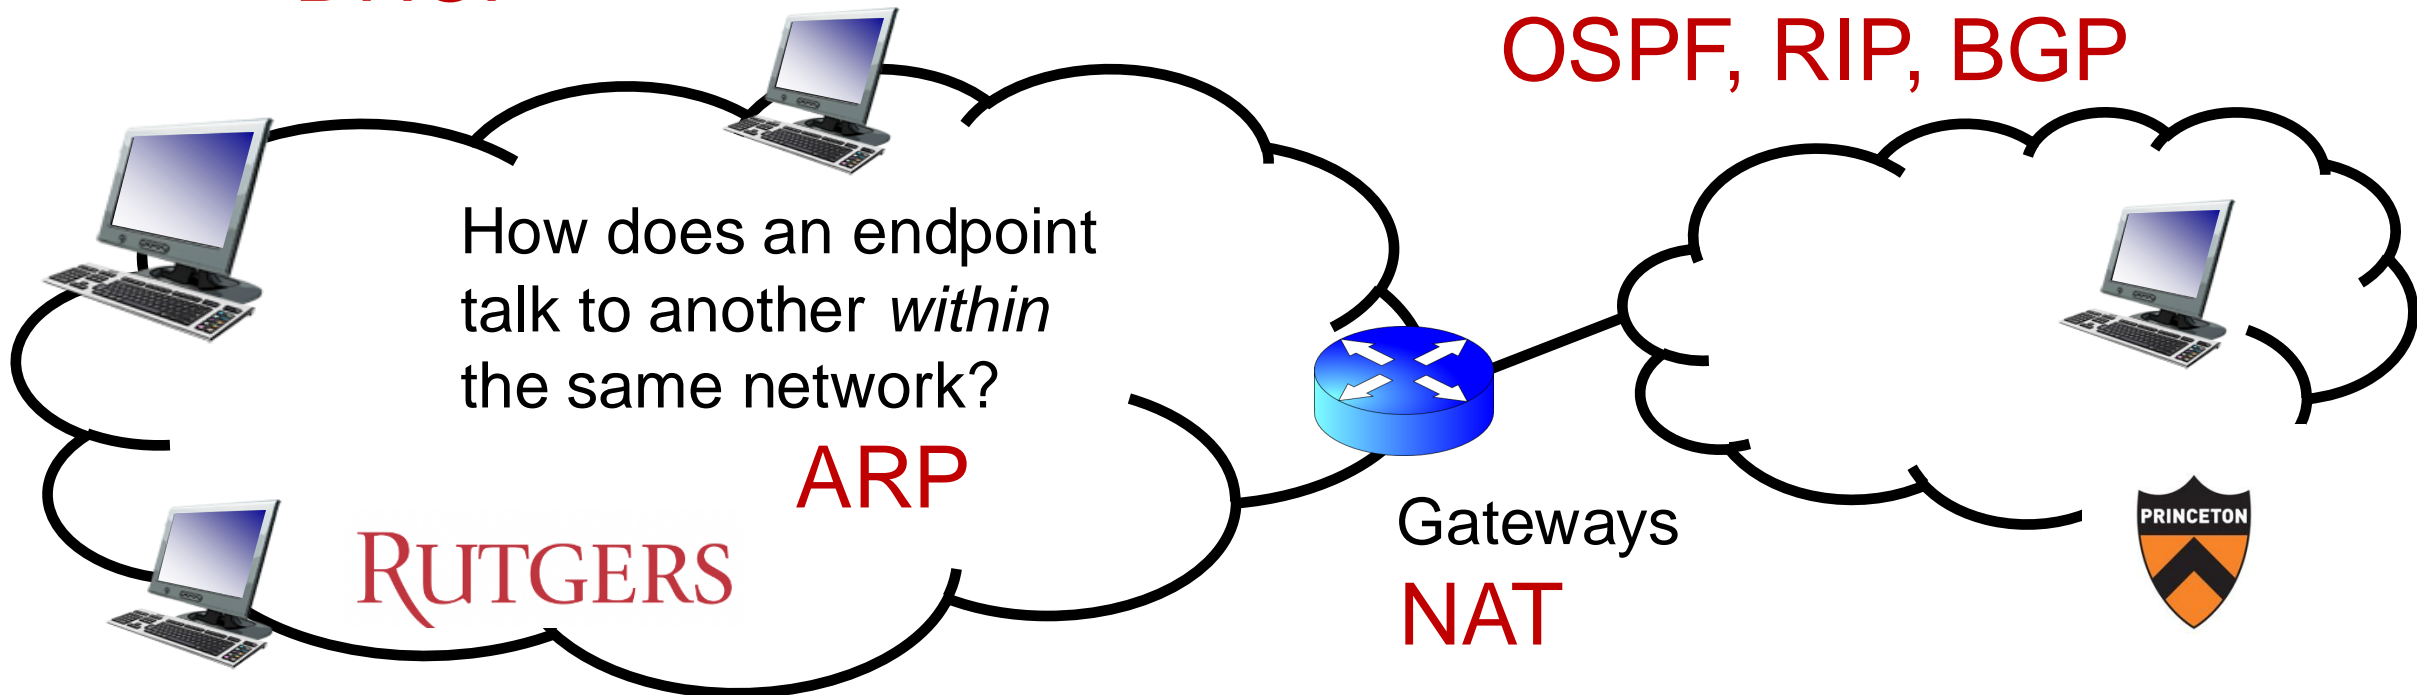 OSPF, RIP, BGP
How does an endpoint
talk to another within
the same network?
ARP
RUTGERS
Gateways
NAT
PRINCETON